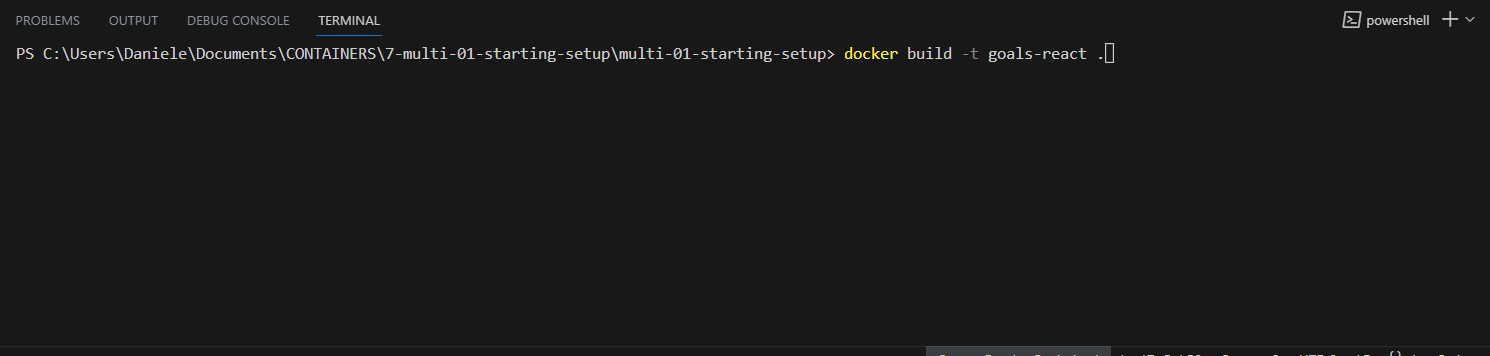 PROBLEMS OUTPUT DEBUG CONSOLE TERMINAL powershell
PS C:\Users\Daniele\Documents\CONTAINERS\7-multi-01-starting-setup\multi-01-starting-setup> docker build -t goals-react .